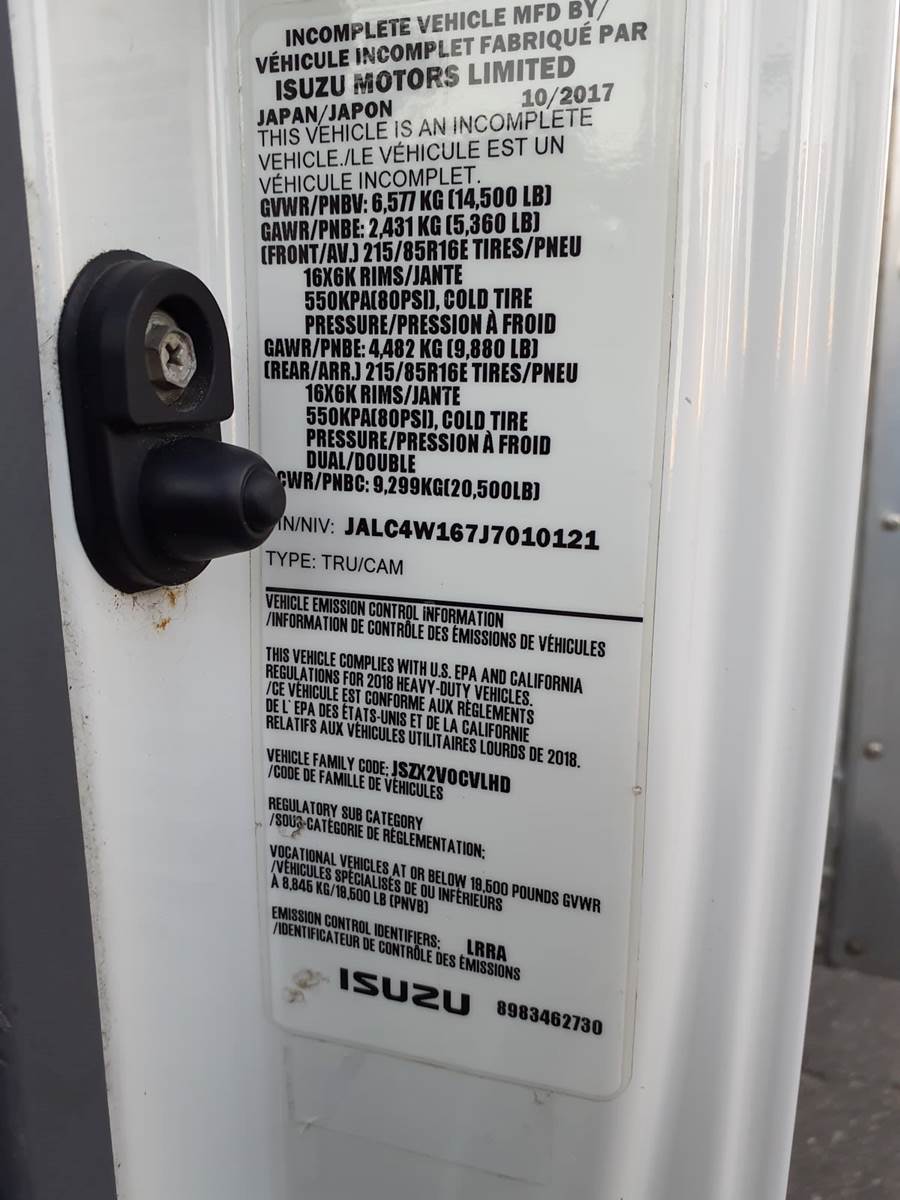 INCOMPLETE VEHICLE MFD BY/
VÉHICULE INCOMPLET FABRIQUÉ PAR
ISUZU MOTORS LIMITED
JAPAN/JAPON 10/2017
THIS VEHICLE IS AN INCOMPLETE
VEHICLE./LE VÉHICULE EST UN
VÉHICULE INCOMPLET.
GVWR/PNBV: 6,577 KG (14,500 LB)
GAWR/PNBE: 2,431 KG (5,360 LB)
(FRONT/AV.) 215/85R16E TIRES/PNEU
16X6K RIMS/JANTE
550KPA(80PSI), COLD TIRE
PRESSURE/PRESSION À FROID
GAWR/PNBE: 4,482 KG (9,880 LB)
(REAR/ARR.) 215/85R16E TIRES/PNEU
16X6K RIMS/JANTE
550KPA(80PSI), COLD TIRE
PRESSURE/PRESSION À FROID
DUAL/DOUBLE
CWR/PNBC: 9,299KG(20,500LB)
IN/NIV: JALC4W167J7010121
TYPE: TRU/CAM
VEHICLE EMISSION CONTROL INFORMATION
/INFORMATION DE CONTRÔLE DES ÉMISSIONS DE VÉHICULES
THIS VEHICLE COMPLIES WITH U.S. EPA AND CALIFORNIA
REGULATIONS FOR 2018 HEAVY-DUTY VEHICLES.
/CE VÉHICULE EST CONFORME AUX RÈGLEMENTS
DE L'EPA DES ÉTATS-UNIS ET DE LA CALIFORNIE
RELATIFS AUX VÉHICULES UTILITAIRES LOURDS DE 2018.
VEHICLE FAMILY CODE: JSZX2VOCVLHD
/CODE DE FAMILLE DE VÉHICULES
REGULATORY SUB CATEGORY
/SOUS-CATÉGORIE DE RÉGLEMENTATION;
VOCATIONAL VEHICLES AT OR BELOW 19,500 POUNDS GVWR
/VÉHICULES SPÉCIALISÉS DE OU INFÉRIEURS
À 8,845 KG/19,500 LB (PNVB)
EMISSION CONTROL IDENTIFIERS; LRRA
/IDENTIFICATEUR DE CONTRÔLE DES ÉMISSIONS
ISUZU 8983462730